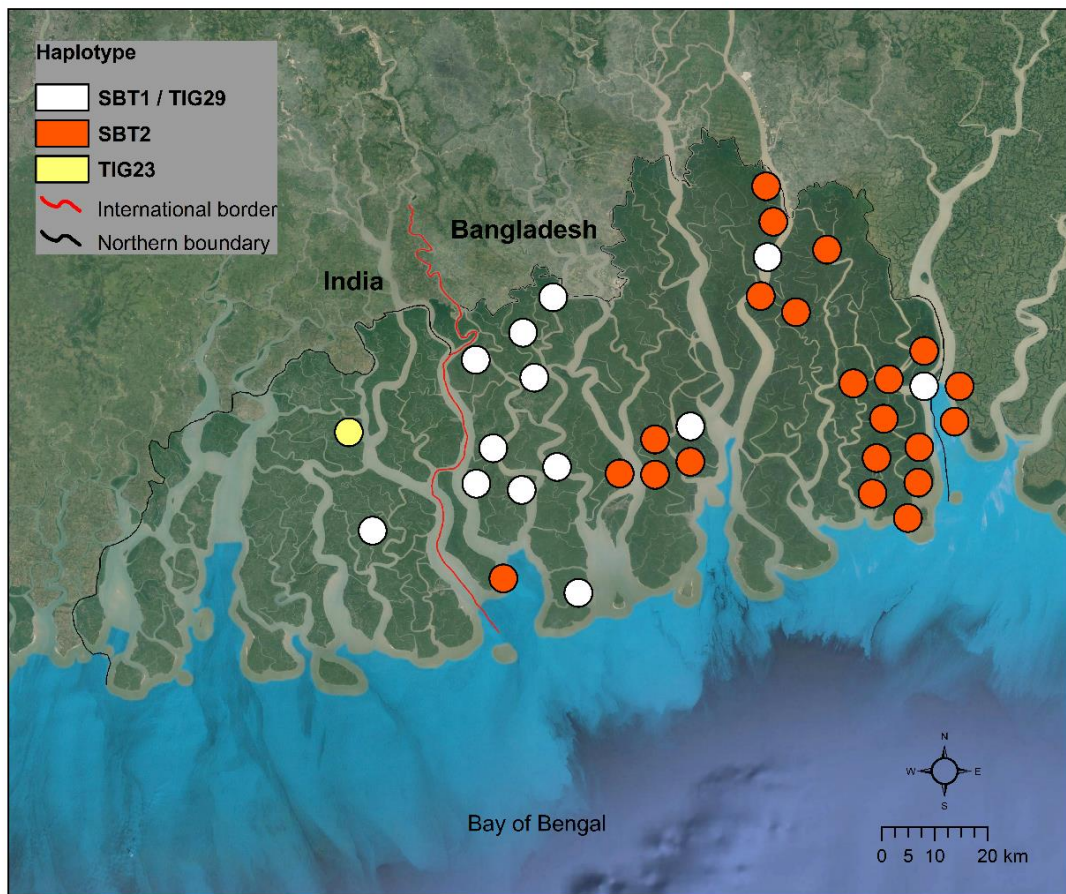 Haplotype
SBT1 / TIG29
SBT2
TIG23
International border
Northern boundary
Bangladesh
India
N
W E
S
Bay of Bengal
0 5 10 20 km